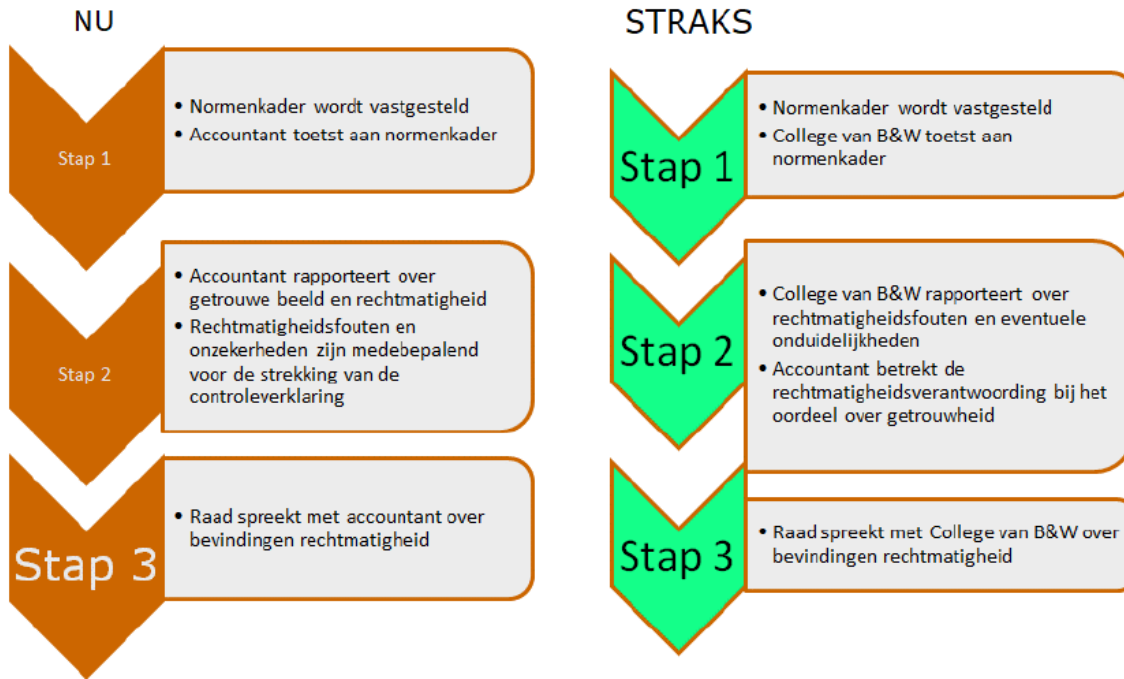 NU
Stap 1
• Normenkader wordt vastgesteld
• Accountant toetst aan normenkader
Stap 2
• Accountant rapporteert over
getrouwe beeld en rechtmatigheid
• Rechtmatigheidsfouten en
onzekerheden zijn medebepalend
voor de strekking van de
controleverklaring
Stap 3
• Raad spreekt met accountant over
bevindingen rechtmatigheid
STRAKS
Stap 1
• Normenkader wordt vastgesteld
• College van B&W toetst aan
normenkader
Stap 2
• College van B&W rapporteert over
rechtmatigheidsfouten en eventuele
onduidelijkheden
• Accountant betrekt de
rechtmatigheidsverantwoording bij het
oordeel over getrouwheid
Stap 3
• Raad spreekt met College van B&W over
bevindingen rechtmatigheid